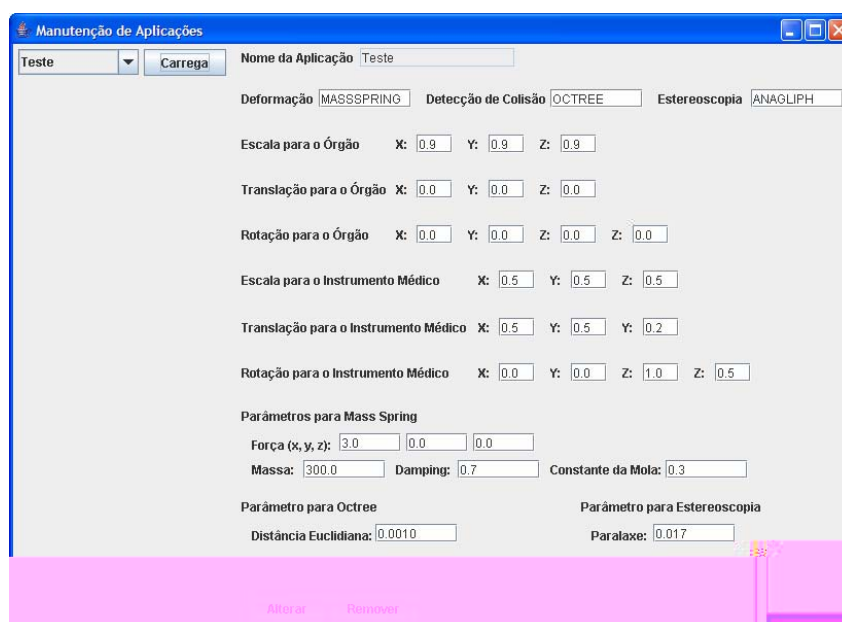 Manutenção de Aplicações
Teste Carrega Nome da Aplicação Teste
Deformação MASSSPRING Detecção de Colisão OCTREE Estereoscopia ANAGLIPH
Escala para o Órgão X: 0.9 Y: 0.9 Z: 0.9
Translação para o Órgão X: 0.0 Y: 0.0 Z: 0.0
Rotação para o Órgão X: 0.0 Y: 0.0 Z: 0.0 Z: 0.0
Escala para o Instrumento Médico X: 0.5 Y: 0.5 Z: 0.5
Translação para o Instrumento Médico X: 0.5 Y: 0.5 Y: 0.2
Rotação para o Instrumento Médico X: 0.0 Y: 0.0 Z: 1.0 Z: 0.5
Parâmetros para Mass Spring
Força (x, y, z): 3.0 0.0 0.0
Massa: 300.0 Damping: 0.7 Constante da Mola: 0.3
Parâmetro para Octree Parâmetro para Estereoscopia
Distância Euclidiana: 0.0010 Paralaxe: 0.017
Alterar Remover